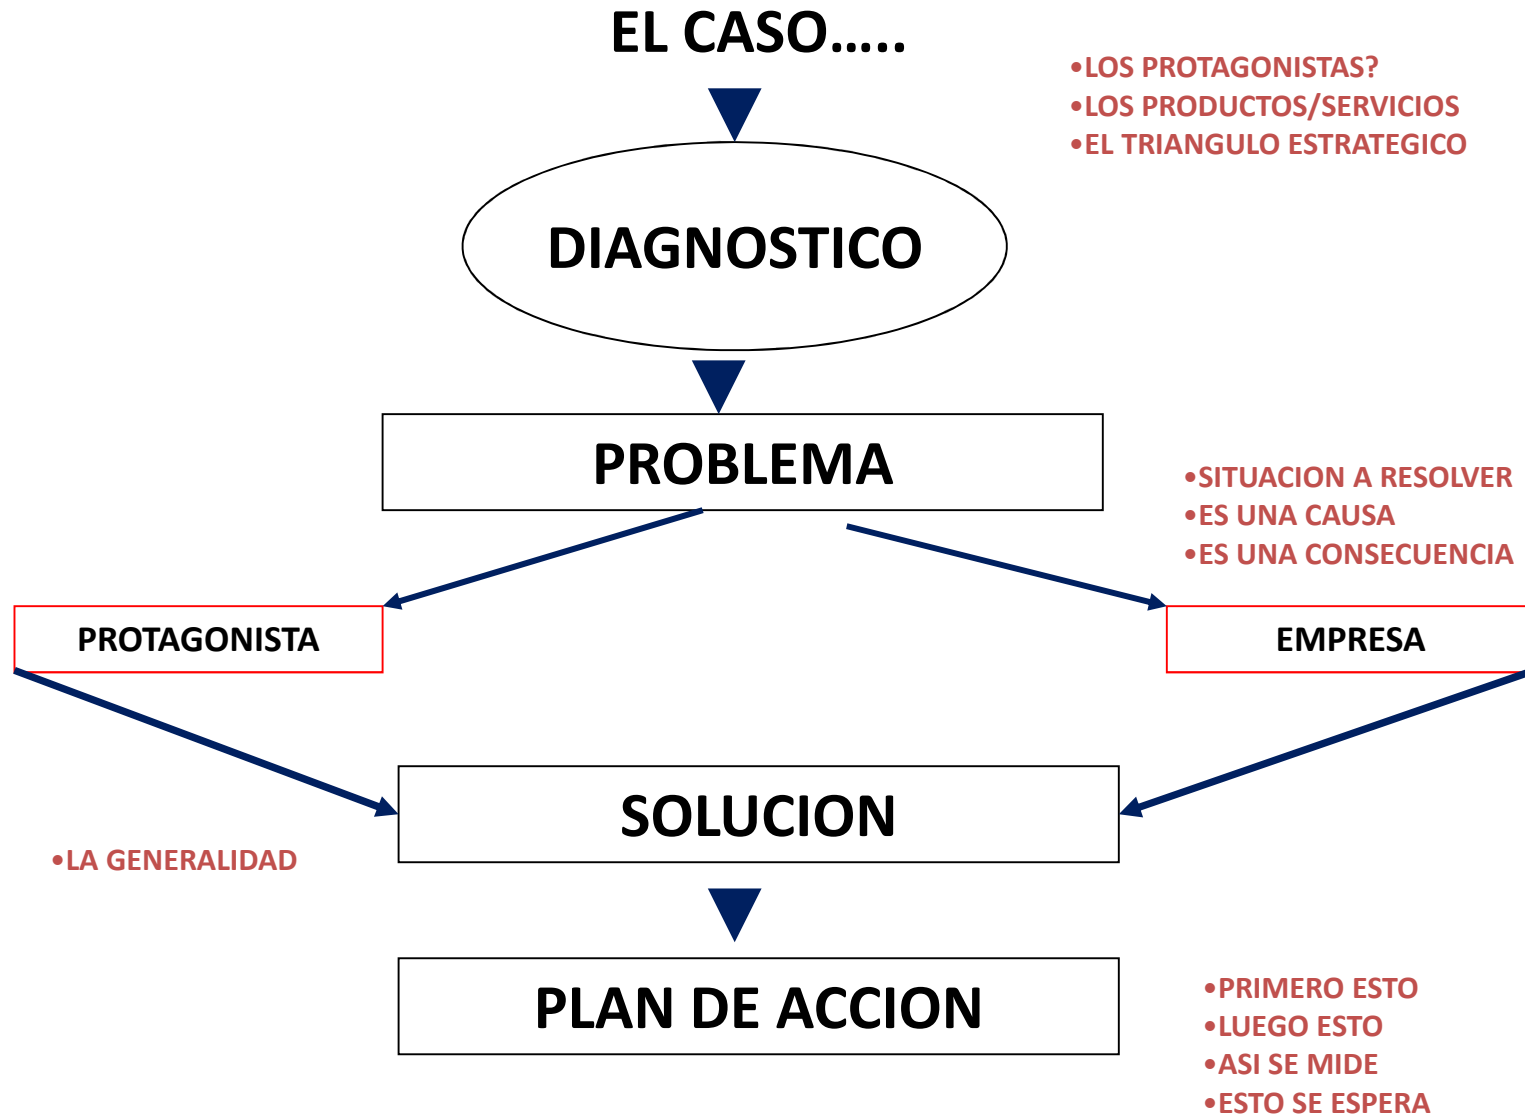 EL CASO.....
•LOS PROTAGONISTAS?
•LOS PRODUCTOS/SERVICIOS
•EL TRIANGULO ESTRATEGICO
DIAGNOSTICO
PROBLEMA
•SITUACION A RESOLVER
•ES UNA CAUSA
•ES UNA CONSECUENCIA
PROTAGONISTA
EMPRESA
SOLUCION
•LA GENERALIDAD
PLAN DE ACCION
•PRIMERO ESTO
•LUEGO ESTO
•ASI SE MIDE
•ESTO SE ESPERA